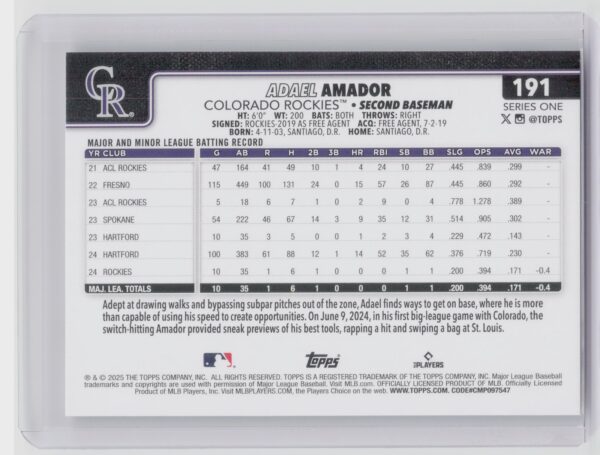 CR
ADAEL AMADOR
COLORADO ROCKIES™ • SECOND BASEMAN
HT: 6'0" WT: 200 BATS: BOTH THROWS: RIGHT
SIGNED: ROCKIES-2019 AS FREE AGENT ACQ: FREE AGENT, 7-2-19
BORN: 4-11-03, SANTIAGO, D.R. HOME: SANTIAGO, D.R.
191
SERIES ONE
@TOPPS
MAJOR AND MINOR LEAGUE BATTING RECORD
YR CLUB G AB R H 2B 3B HR RBI SB BB SLG OPS AVG WAR
21 ACL ROCKIES 47 164 41 49 10 1 4 24 10 27 .445 .839 .299 -
22 FRESNO 115 449 100 131 24 0 15 57 26 87 .445 .860 .292 -
23 ACL ROCKIES 5 18 6 7 1 0 2 9 0 4 .778 1.278 .389 -
23 SPOKANE 54 222 46 67 14 3 9 35 12 31 .514 .905 .302 -
23 HARTFORD 10 35 3 5 0 0 1 2 3 4 .229 .472 .143 -
24 HARTFORD 100 383 61 88 12 1 14 52 35 62 .376 .719 .230 -
24 ROCKIES 10 35 1 6 1 0 0 1 1 .200 .394 .171 -0.4
MAJ. LEA. TOTALS 10 35 1 6 1 0 0 1 1 .200 .394 .171 -0.4
Adept at drawing walks and bypassing subpar pitches out of the zone, Adael finds ways to get on base, where he is more
than capable of using his speed to create opportunities. On June 9, 2024, in his first big-league game with Colorado, the
switch-hitting Amador provided sneak previews of his best tools, rapping a hit and swiping a bag at St. Louis.
Topps
PLAYERS
® & © 2025 THE TOPPS COMPANY, INC. ALL RIGHTS RESERVED. TOPPS IS A REGISTERED TRADEMARK OF THE TOPPS COMPANY, INC. Major League Baseball
trademarks and copyrights are used with permission of Major League Baseball. Visit MLB.com. OFFICIALLY LICENSED PRODUCT OF MLB. Officially Licensed
Product of MLB Players, Inc. Visit MLBPLAYERS.com, the Players Choice on the web. WWW.TOPPS.COM. CODE#CMP097547